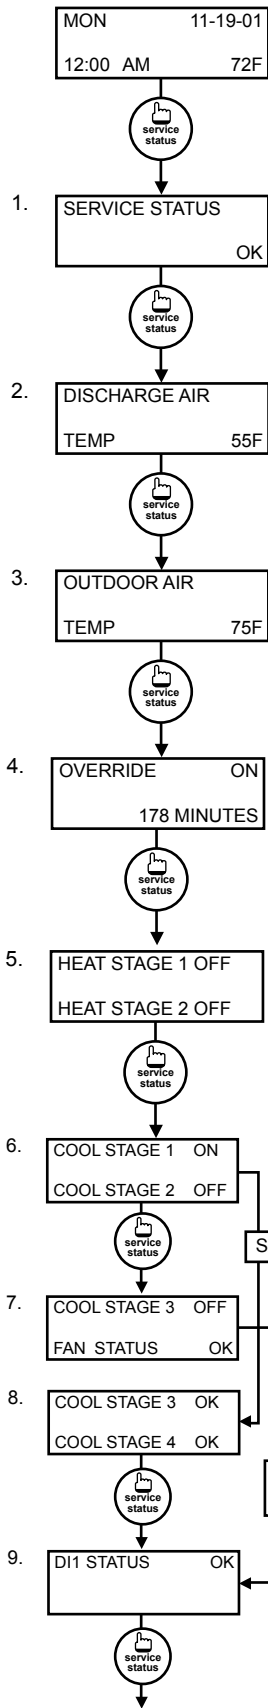 MON 11-19-01
12:00 AM 72F
service
status
1.
SERVICE STATUS
OK
service
status
2.
DISCHARGE AIR
TEMP 55F
service
status
3.
OUTDOOR AIR
TEMP 75F
service
status
4.
OVERRIDE ON
178 MINUTES
service
status
5.
HEAT STAGE 1 OFF
HEAT STAGE 2 OFF
service
status
6.
COOL STAGE 1 ON
COOL STAGE 2 OFF
service
status
S
7.
COOL STAGE 3 OFF
FAN STATUS OK
8.
COOL STAGE 3 OK
COOL STAGE 4 OK
service
status
9.
DI1 STATUS OK
service
status